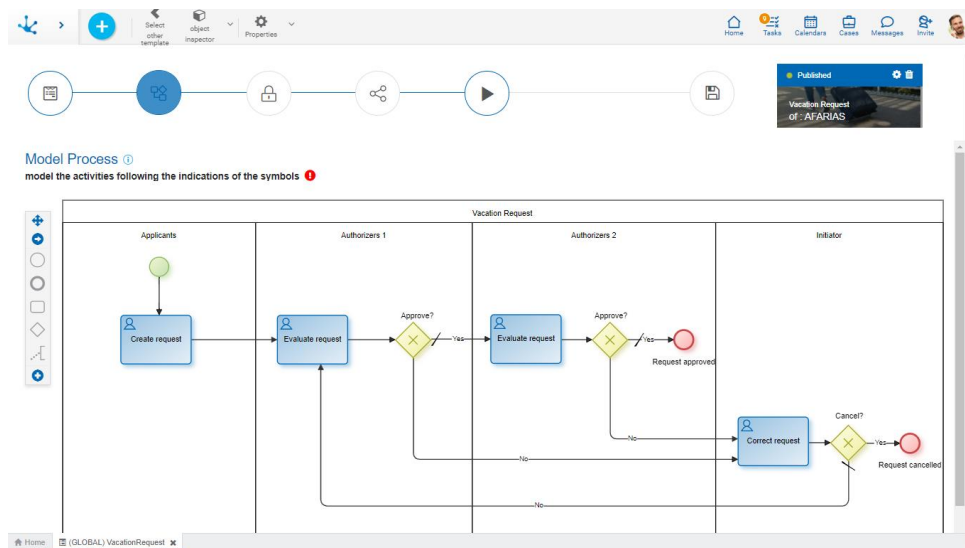 Select
other
template
object
inspector
Properties
Home
9
Tasks
Calendars
Cases
Messages
Invite
Published
Vacation Request
of : AFARIAS
Model Process
model the activities following the indications of the symbols
Vacation Request
Applicants
Authorizers 1
Authorizers 2
Initiator
Create request
Evaluate request
Approve?
Yes
Evaluate request
Approve?
Yes
Request approved
No
No
Correct request
Cancel?
Yes
Request cancelled
No
Home
(GLOBAL) VacationRequest